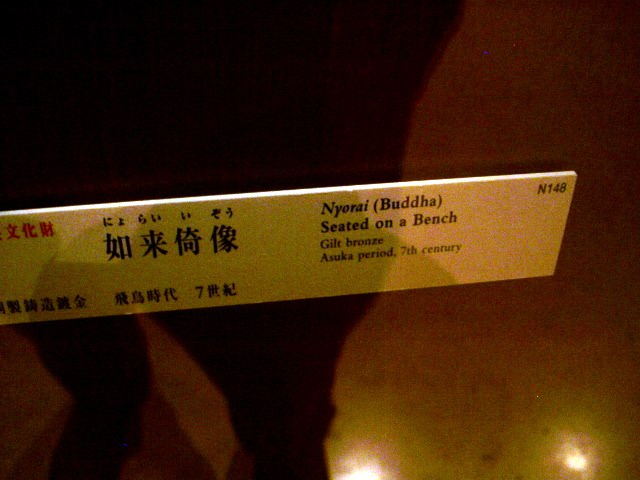 文化財
にょ らい い ぞう
如来倚像
製鋳造鍍金 飛鳥時代 7世紀
N148
Nyorai (Buddha)
Seated on a Bench
Gilt bronze
Asuka period, 7th century